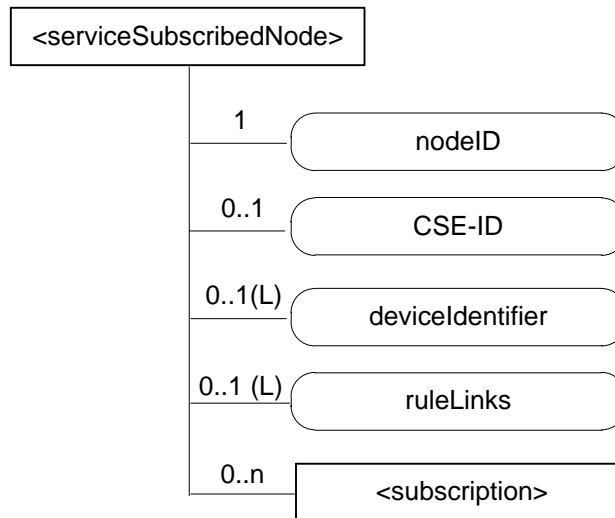 <serviceSubscribedNode>
1
nodeID
0..1
CSE-ID
0..1(L)
deviceIdentifier
0..1 (L)
ruleLinks
0..n
<subscription>